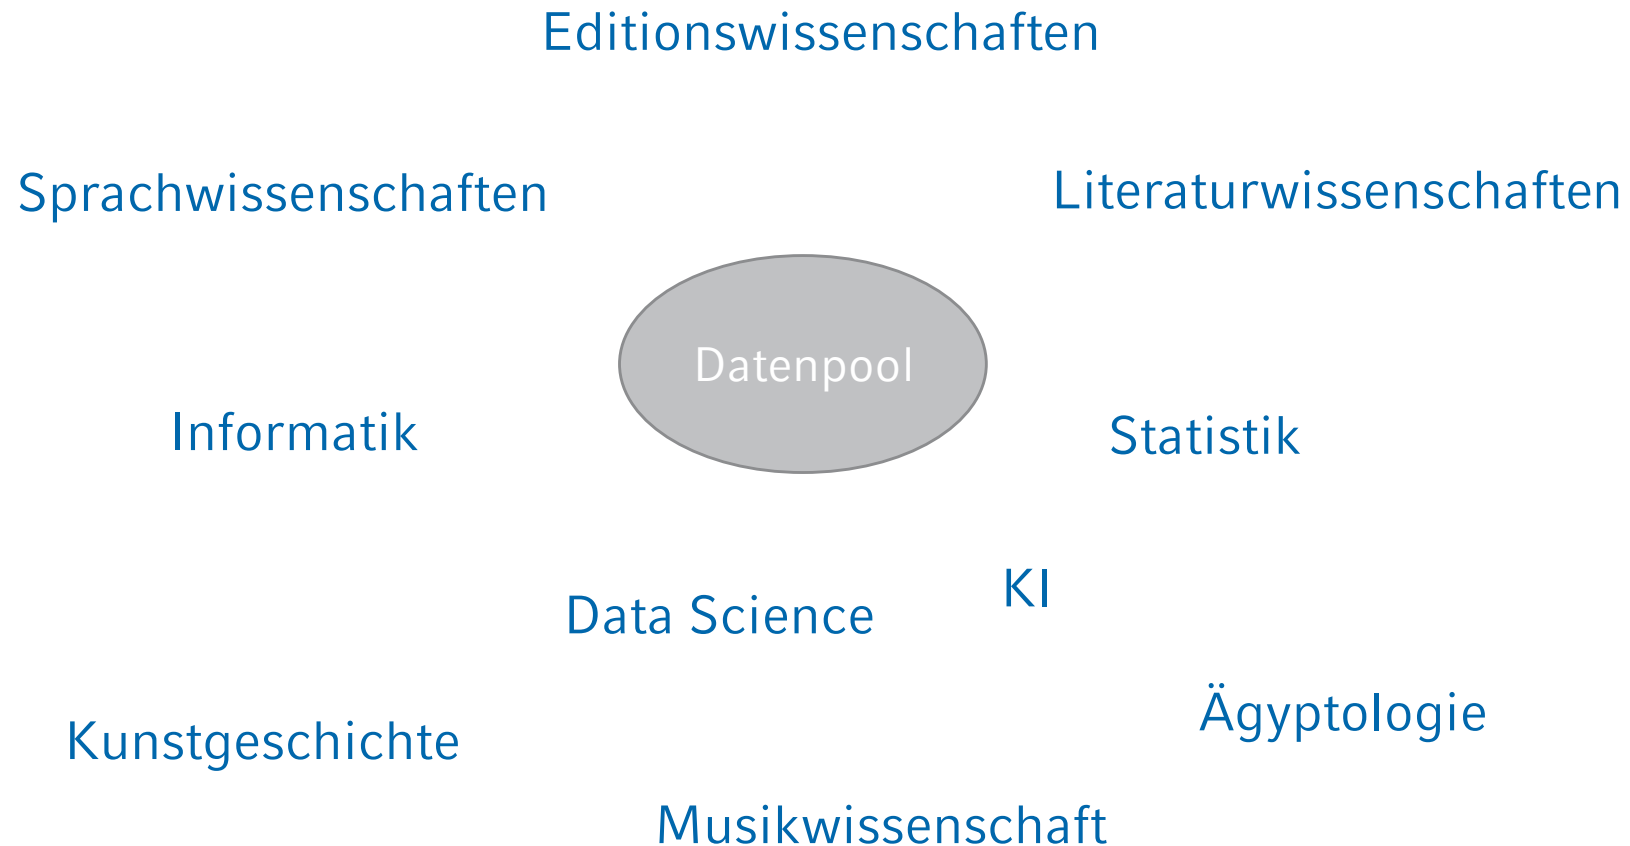 Editionswissenschaften
Sprachwissenschaften
Literaturwissenschaften
Datenpool
Informatik
Statistik
KI
Data Science
Ägyptologie
Kunstgeschichte
Musikwissenschaft